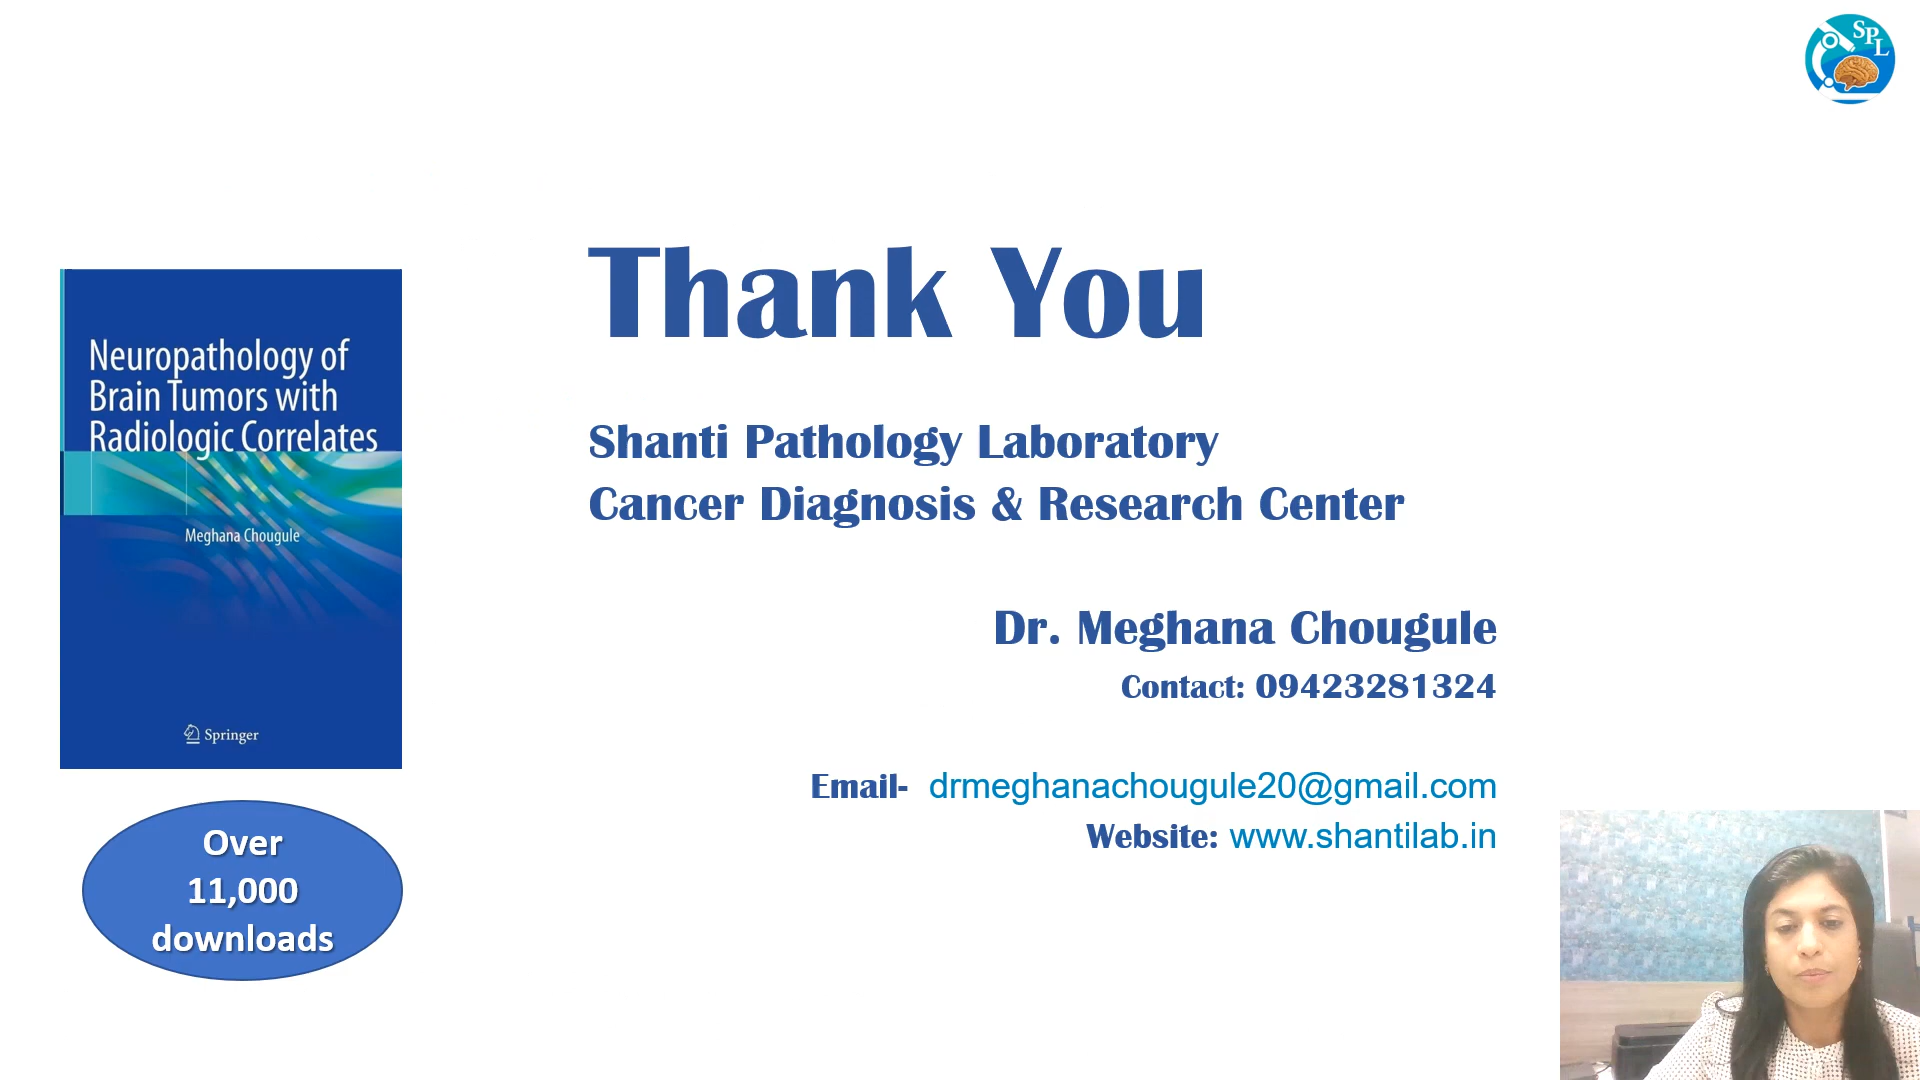 SPL
Thank You
Neuropathology of
Brain Tumors with
Radiologic Correlates
Meghana Chougule
Springer
Over
11,000
downloads
Shanti Pathology Laboratory
Cancer Diagnosis & Research Center
Dr. Meghana Chougule
Contact: 09423281324
Email- drmeghanachougule20@gmail.com
Website: www.shantilab.in